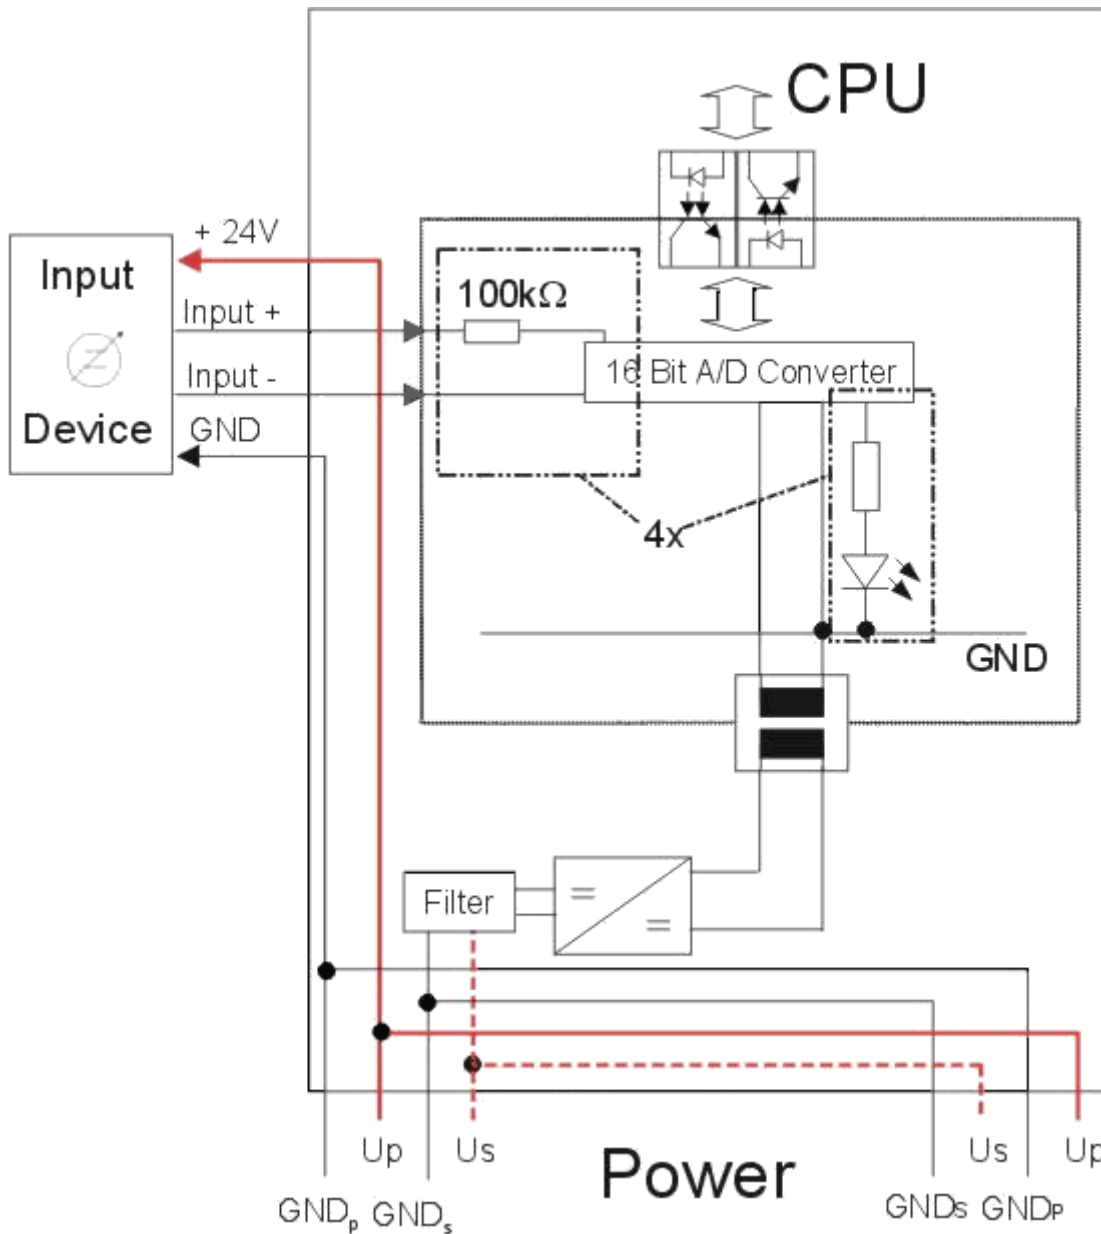 CPU
+ 24V
Input
Device
Input +
Input -
GND
100kΩ
16 Bit A/D Converter
4x
GND
Filter
Up
Us
Power
Us
Up
GNDp
GNDs
GNDs
GNDP